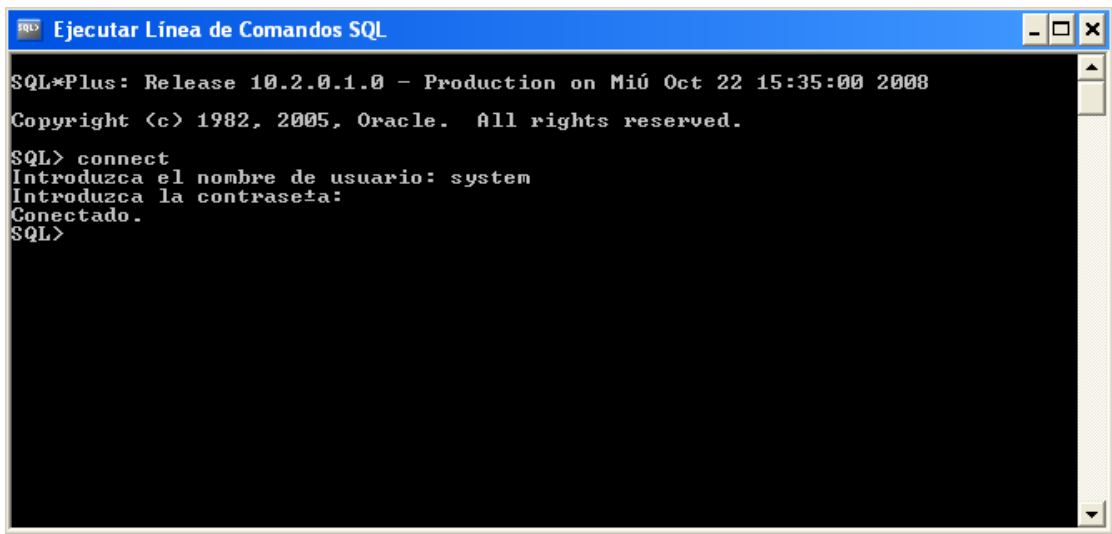 Ejecutar Línea de Comandos SQL
SQL*Plus: Release 10.2.0.1.0 - Production on Miú Oct 22 15:35:00 2008
Copyright (c) 1982, 2005, Oracle.  All rights reserved.
SQL> connect
Introduzca el nombre de usuario: system
Introduzca la contrase±a:
Conectado.
SQL>